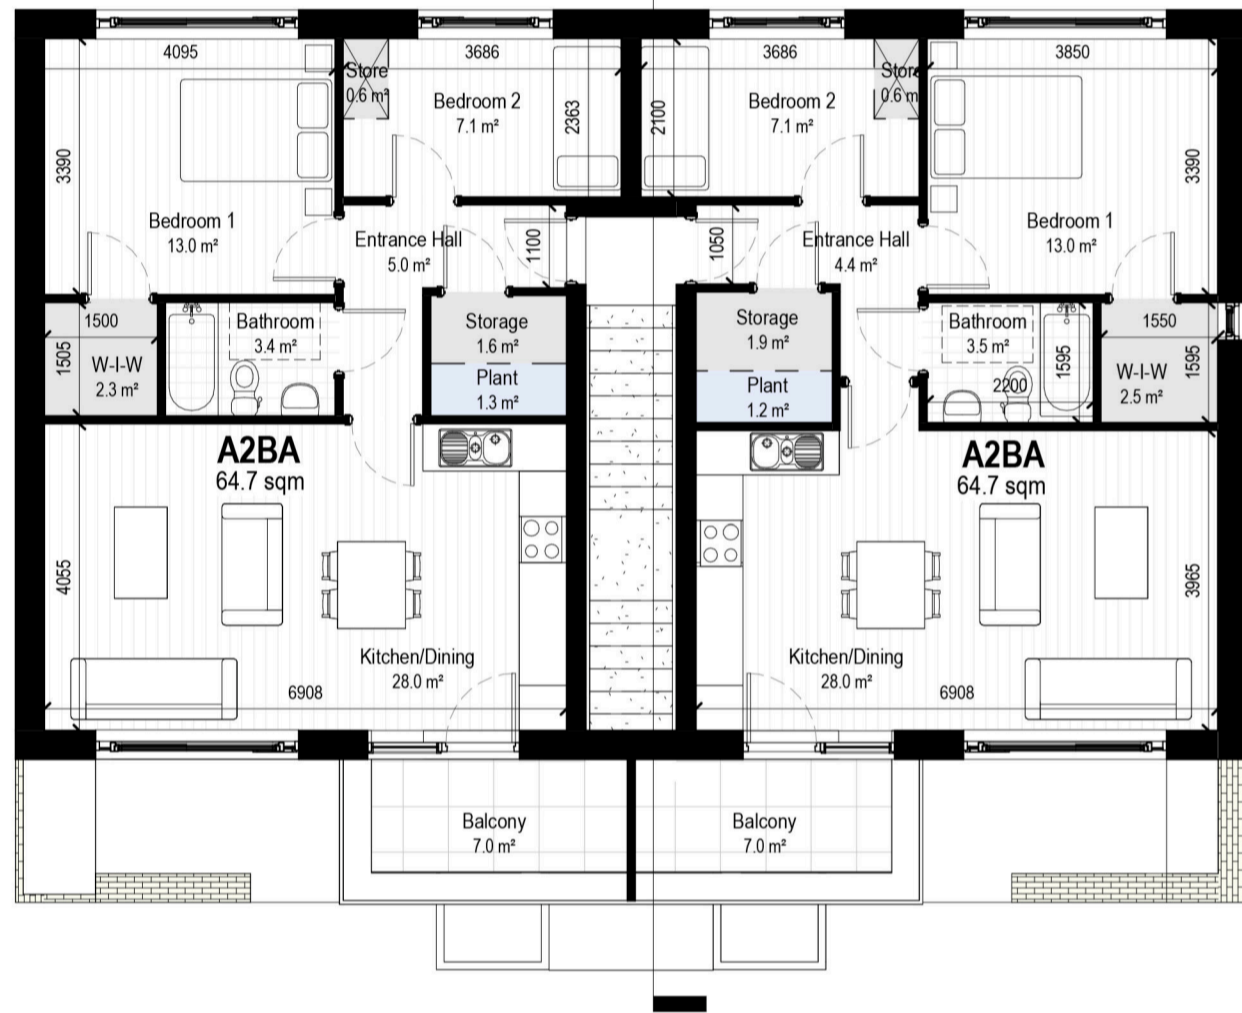 4095
3686
3686
3850
Store
0.6 m²
Bedroom 2
7.1 m²
2363
2100
Bedroom 2
7.1 m²
Stor
0.6 m
3390
3390
Bedroom 1
13.0 m²
Entrance Hall
5.0 m²
1100
1050
Entrance Hall
4.4 m²
Bedroom 1
13.0 m²
1500
1505
W-I-W
2.3 m²
Bathroom
3.4 m²
Storage
1.6 m²
Plant
1.3 m²
Storage
1.9 m²
Plant
1.2 m²
Bathroom
3.5 m²
2200
1595
1550
1595
W-I-W
2.5 m²
A2BA
64.7 sqm
A2BA
64.7 sqm
4055
3965
Kitchen/Dining
28.0 m²
6908
Kitchen/Dining
28.0 m²
6908
Balcony
7.0 m²
Balcony
7.0 m²